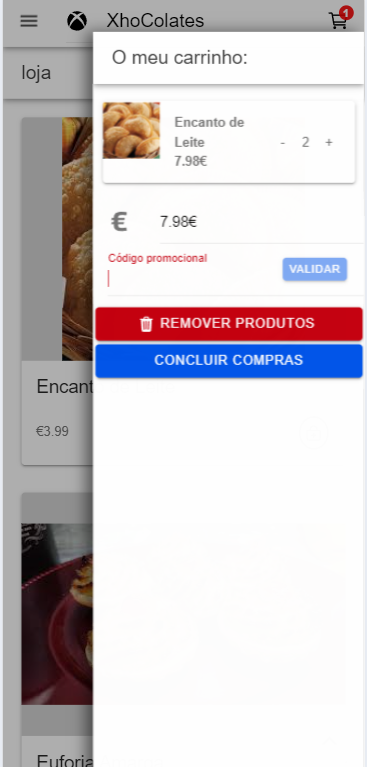 XhoColates
1
loja
O meu carrinho:
Encanto de
Leite
7.98€
- 2 +
€ 7.98€
Código promocional
VALIDAR
REMOVER PRODUTOS
CONCLUIR COMPRAS
Encant
€3.99
Euforia